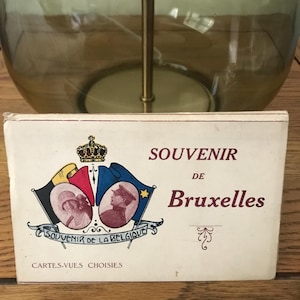 SOUVENIR
DE
Bruxelles
SOUVENIR DE LA BELGIQUE
CARTES-VUES CHOISIES